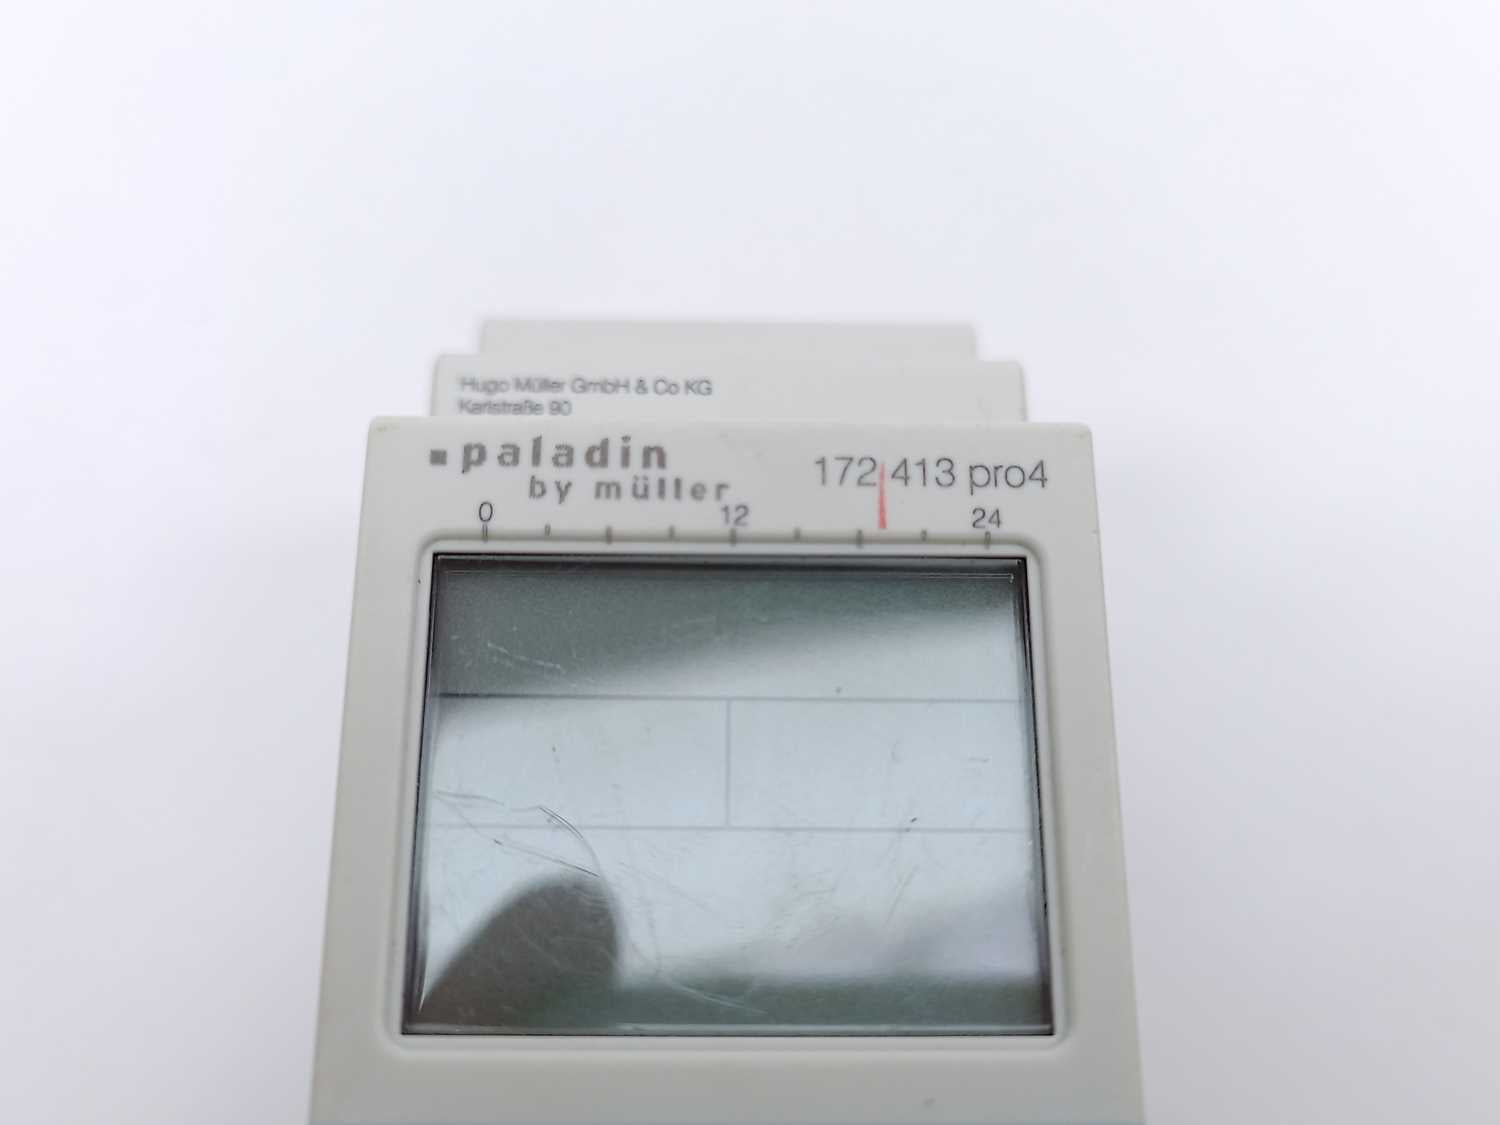 Hugo Müller GmbH & Co KG
Karlstraße 90
paladin
by müller
172 413 pro4
0 12 24